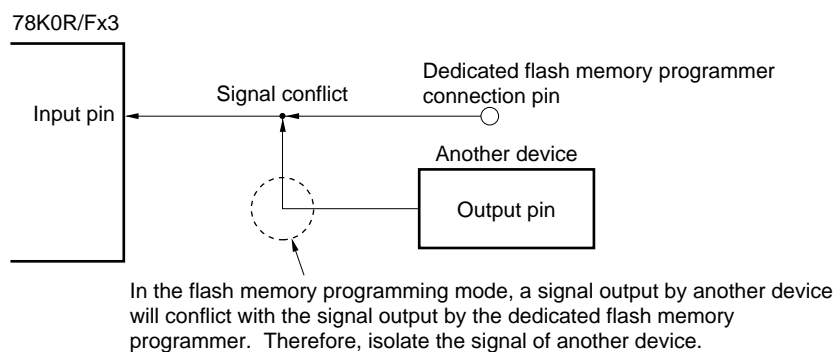 78K0R/Fx3
Dedicated flash memory programmer
connection pin
Signal conflict
Input pin
Another device
Output pin
In the flash memory programming mode, a signal output by another device
will conflict with the signal output by the dedicated flash memory
programmer.  Therefore, isolate the signal of another device.